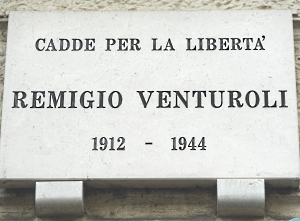 CADDE PER LA LIBERTA'
REMIGIO VENTUROLI
1912 - 1944